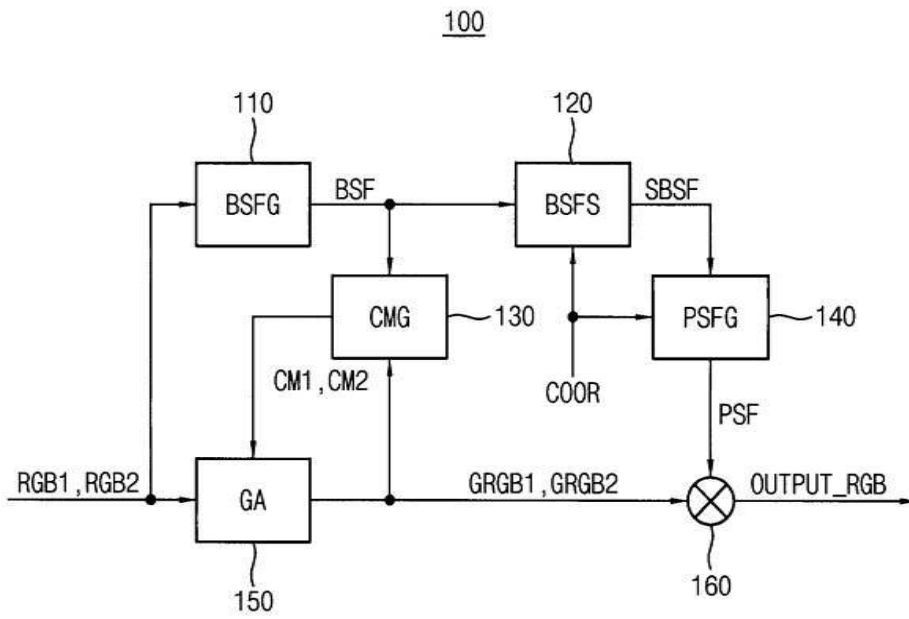 100
110
120
BSFG
BSF
BSFS
SBSF
CMG
130
PSFG
140
CM1,CM2
COOR
PSF
RGB1,RGB2
GA
GRGB1,GRGB2
OUTPUT_RGB
150
160